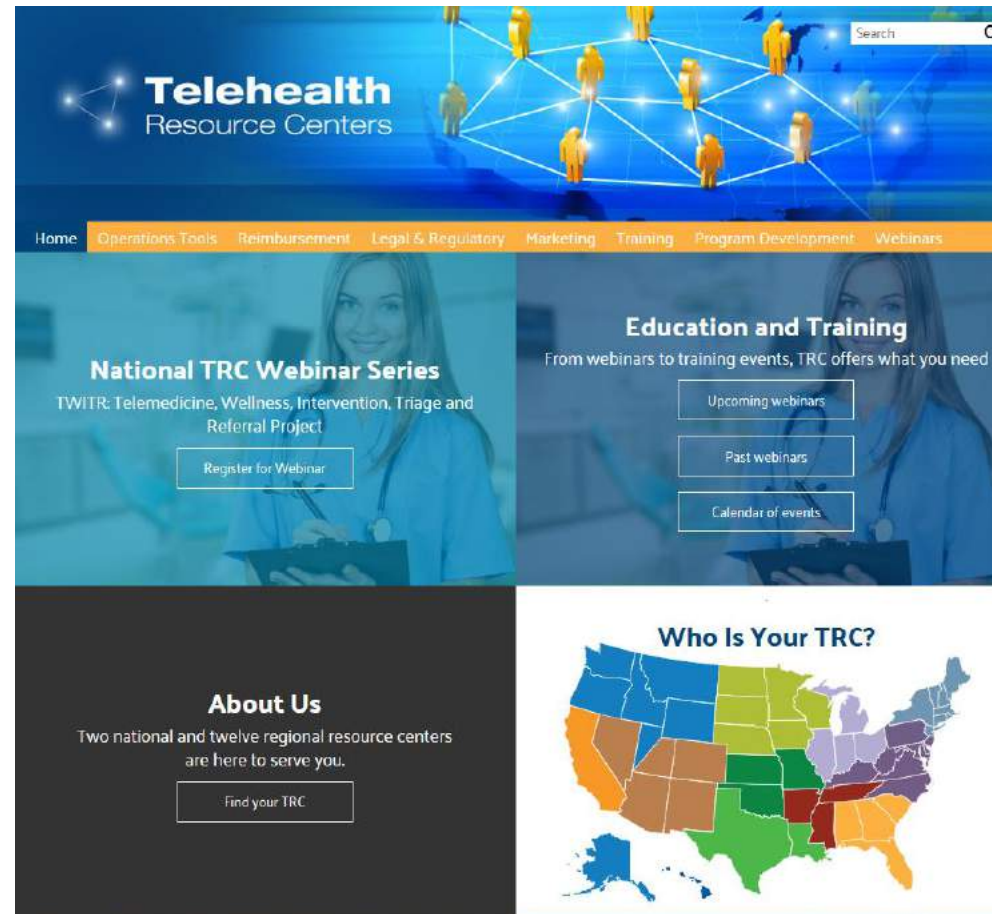 Search
Telehealth
Resource Centers
Home Operations Tools Reimbursement Legal & Regulatory Marketing Training Program Development Webinars
National TRC Webinar Series
TWITR: Telemedicine, Wellness, Intervention, Triage and
Referral Project
Register for Webinar
Education and Training
From webinars to training events, TRC offers what you need
Upcoming webinars
Past webinars
Calendar of events
About Us
Two national and twelve regional resource centers
are here to serve you.
Find your TRC
Who Is Your TRC?